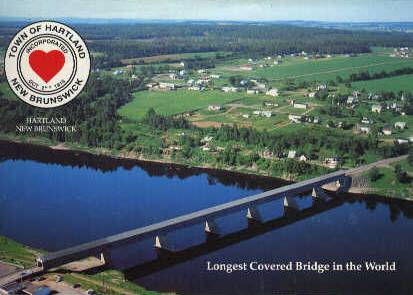 TOWN OF HARTLAND
INCORPORATED
NEW BRUNSWICK
HARTLAND
NEW BRUNSWICK
Longest Covered Bridge in the World